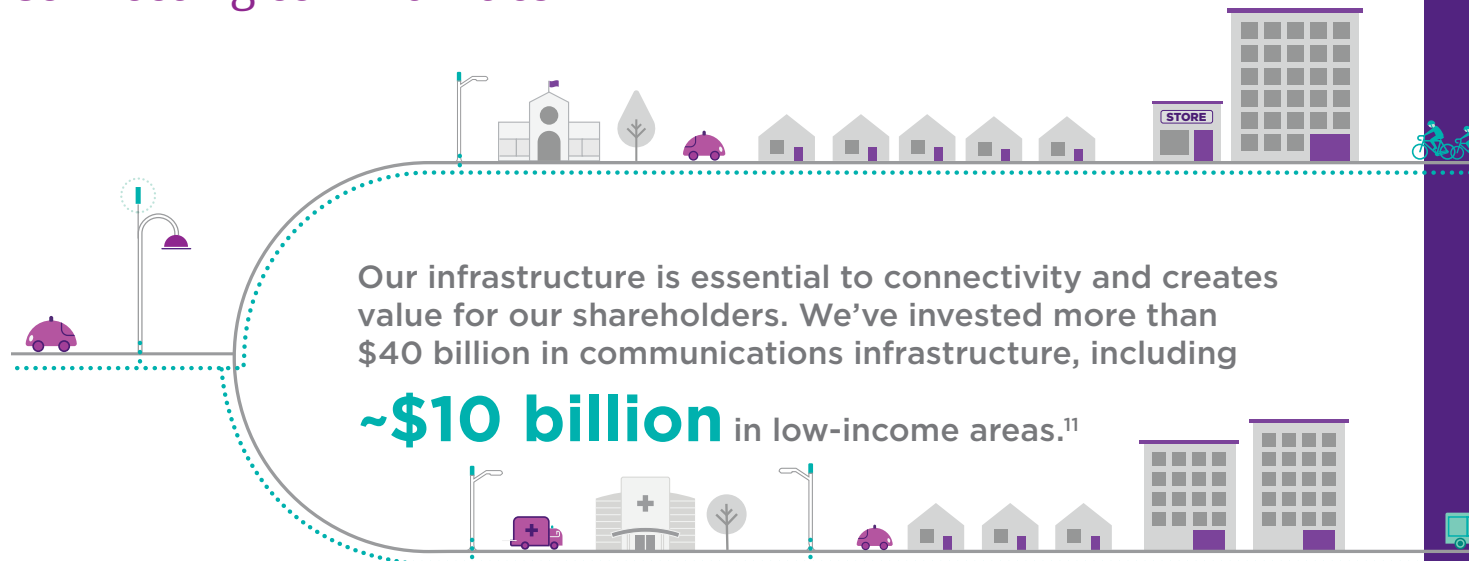 STORE
Our infrastructure is essential to connectivity and creates
value for our shareholders. We’ve invested more than
$40 billion in communications infrastructure, including
~$10 billion in low-income areas.11